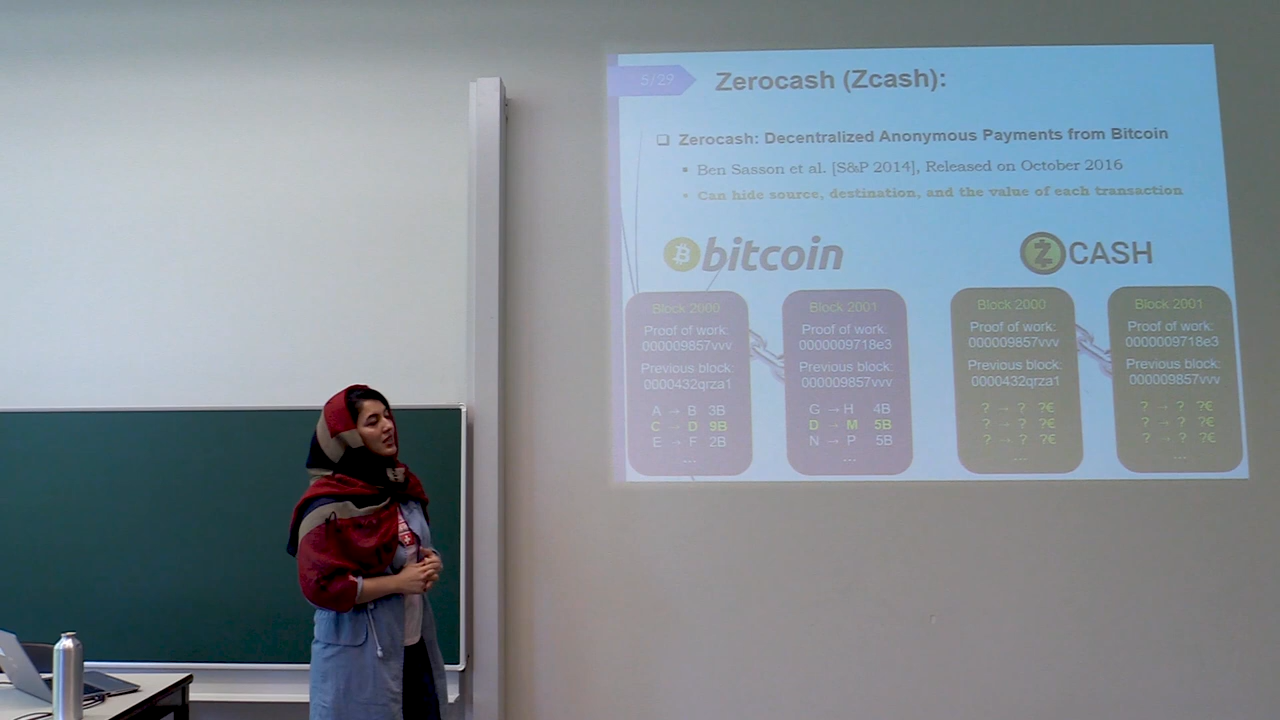 5/29
Zerocash (Zcash):
❑ Zerocash: Decentralized Anonymous Payments from Bitcoin
▪ Ben Sasson et al. [S&P 2014], Released on October 2016
▪ Can hide source, destination, and the value of each transaction
bitcoin
ZCASH
Block 2000
Proof of work:
000009857vvv
Previous block:
0000432qrza1
A → B 3B
C → D 9B
E → F 2B
...
Block 2001
Proof of work:
0000009718e3
Previous block:
000009857vvv
G → H 4B
D → M 5B
N → P 5B
...
Block 2000
Proof of work:
000009857vvv
Previous block:
0000432qrza1
? → ? ?€
? → ? ?€
? → ? ?€
...
Block 2001
Proof of work:
0000009718e3
Previous block:
000009857vvv
? → ? ?€
? → ? ?€
? → ? ?€
...